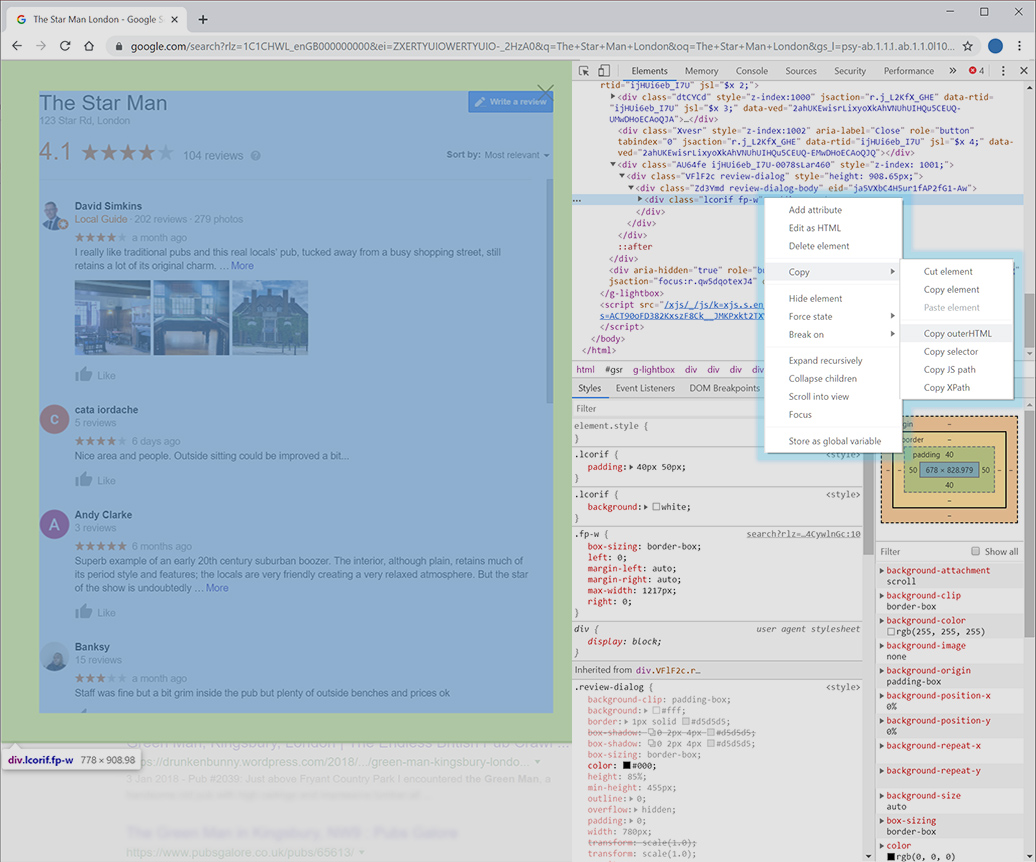 The Star Man London - Google S
google.com/search?rlz=1C1CHWL_enGB000000000&ei=ZXERTYUIOWERTYUIO-_2HzA0&q=The+Star+Man+London&oq=The+Star+Man+London&gs_l=psy-ab.1.1.l.ab.1.1.0l10...
The Star Man
Write a review
123 Star Rd, London
4.1
104 reviews
Sort by: Most relevant
David Simkins
Local Guide · 202 reviews · 279 photos
a month ago
I really like traditional pubs and this real locals' pub, tucked away from a busy shopping street, still
retains a lot of its original charm. … More
Like
C
cata iordache
5 reviews
6 days ago
Nice area and people. Outside sitting could be improved a bit...
Like
A
Andy Clarke
3 reviews
6 months ago
Superb example of an early 20th century suburban boozer. The interior, although plain, retains much of
its period style and features; the locals are very friendly creating a very relaxed atmosphere. But the star
of the show is undoubtedly … More
Like
Banksy
15 reviews
a month ago
Staff was fine but a bit grim inside the pub but plenty of outside benches and prices ok
div.lcorif.fp-w 778 × 908.98
Green Man, Kingsbury, London | The Endless British Pub Crawl ...
https://drunkenbunny.wordpress.com/2018/.../green-man-kingsbury-londo...
3 Jan 2018 - Pub #2039; Just above Fryant Country Park I encountered the Green Man, a
The Green Man in Kingsbury, NW9 : Pubs Galore
https://www.pubsgalore.co.uk/pubs/65613/
Elements Memory Console Sources Security Performance » 4
rtid="ijHUi6eb_I7U" jsl="$x 2;">
<div class="dtCYCd" style="z-index:1000" jsaction="r.j_L2KfX_GHE" data-rtid=
"ijHUi6eb_I7U" jsl="$x 3;" data-ved="2ahUKEwisrLixyoXkAhVNUhUIHQu5CEUQ-
UMwDHoECAoQJA">…</div>
<div class="Xvesr" style="z-index:1002" aria-label="Close" role="button"
tabindex="0" jsaction="r.j_L2KfX_GHE" data-rtid="ijHUi6eb_I7U" jsl="$x 4;" data-
ved="2ahUKEwisrLixyoXkAhVNUhUIHQu5CEUQ-EMwDHoECAoQJQ"></div>
<div class="AU64fe ijHUi6eb_I7U-0078sLar460" style="z-index: 1001;">
<div class="VFlF2c review-dialog" style="height: 908.65px;">
<div class="Zd3Ymd review-dialog-body" eid="ja5VXbC4H5ur1fAP2fG1-Aw">
... <div class="lcorif fp-w"
</div>
</div>
</div>
::after
</div>
<div aria-hidden="true" role="bu
jsaction="focus:r.qw5dqotexJ4"
</g-lightbox>
<script src="/xjs/_/js/k=xjs.s.en_
s=ACT90oFD382KxszF8Ck__JMKPxkt2TX
</script>
</body>
</html>
html #gsr g-lightbox div div div div
Add attribute
Edit as HTML
Delete element
Copy
Hide element
Force state
Break on
Expand recursively
Collapse children
Scroll into view
Focus
Store as global variable
Cut element
Copy element
Paste element
Copy outerHTML
Copy selector
Copy JS path
Copy XPath
Styles Event Listeners DOM Breakpoints
Filter
element.style {
}
.lcorif { <style>
padding: 40px 50px;
}
.lcorif { <style>
background: white;
}
.fp-w { search?rlz=…4CywlnGc:10
box-sizing: border-box;
left: 0;
margin-left: auto;
margin-right: auto;
max-width: 1217px;
right: 0;
}
div { user agent stylesheet
display: block;
}
Inherited from div.VFlF2c.r…
.review-dialog { <style>
background-clip: padding-box;
background: #fff;
border: 1px solid #d5d5d5;
box-shadow: 0 2px 4px #d5d5d5;
box-shadow: 0 2px 4px #d5d5d5;
box-sizing: border-box;
color: #000;
height: 85%;
min-height: 455px;
outline: 0;
overflow: hidden;
padding: 0;
width: 780px;
transform: scale(1.0);
transform: scale(1.0);
gin -
border -
padding 40
- - 50 678 × 828.979 50 - -
40
-
-
Filter Show all
background-attachment
scroll
background-clip
border-box
background-color
rgb(255, 255, 255)
background-image
none
background-origin
padding-box
background-position-x
0%
background-position-y
0%
background-repeat-x
background-repeat-y
background-size
auto
box-sizing
border-box
color
rgb(0, 0, 0)